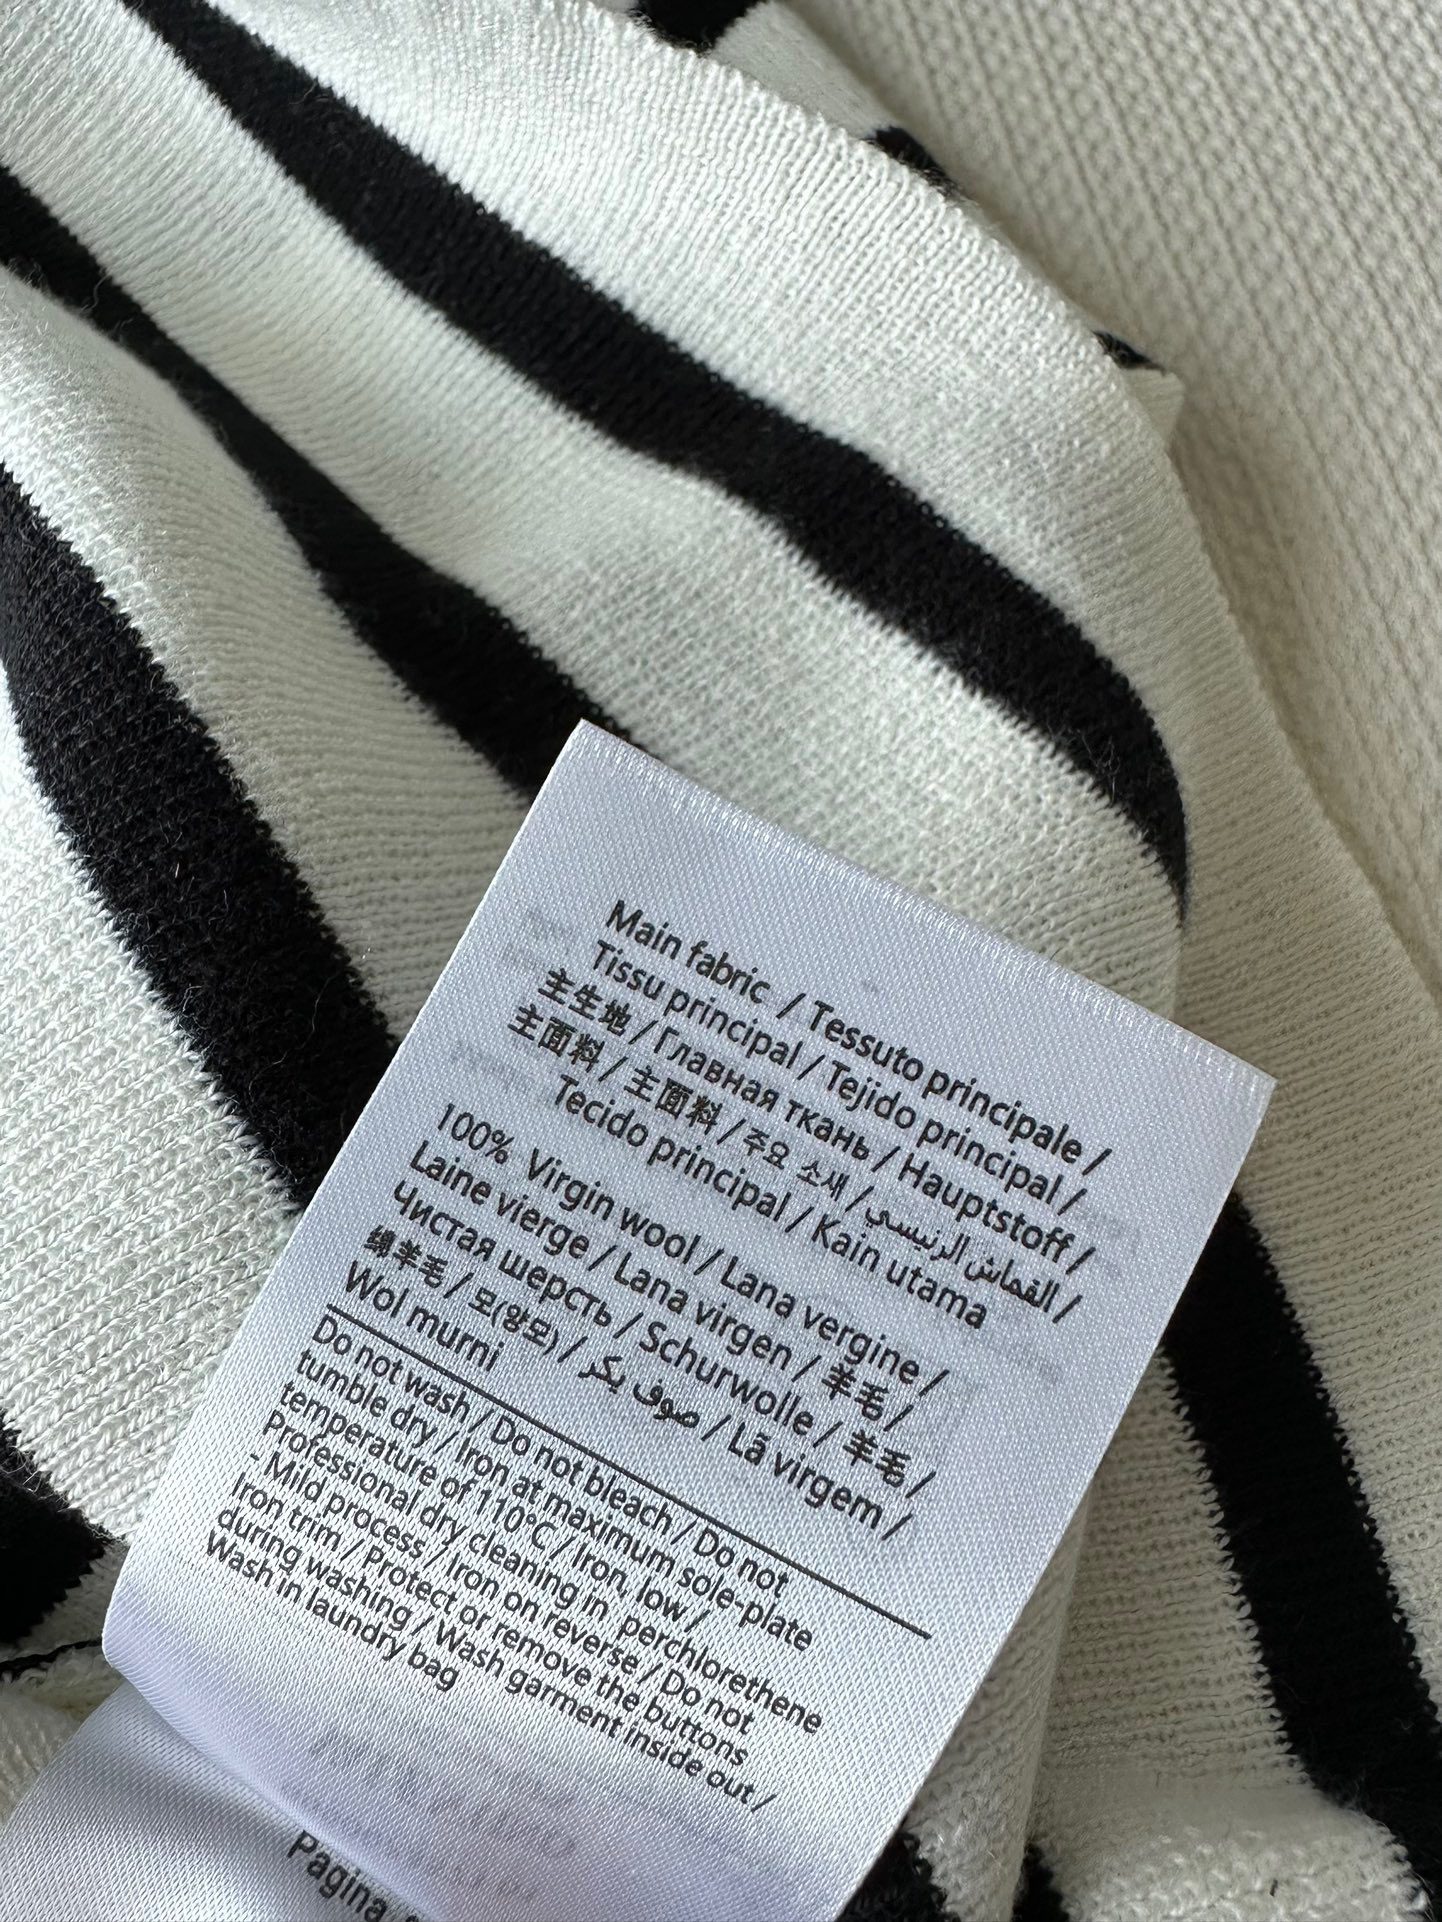 Main fabric / Tessuto principale /
Tissu principal / Tejido principal /
主生地 / Главная ткань / Hauptstoff /
主面料 / 主面料 / 주요 소새 / القماش الرئيسي /
Tecido principal / Kain utama
100% Virgin wool / Lana vergine /
Laine vierge / Lana virgen / 羊毛 /
Чистая шерсть / Schurwolle / 羊毛 /
绵羊毛 / 모(양모) / صوف بكر / Lã virgem /
Wol murni
Do not wash / Do not bleach / Do not
tumble dry / Iron at maximum sole-plate
temperature of 110°C / Iron, low /
Professional dry cleaning in perchlorethene
- Mild process / Iron on reverse / Do not
Iron trim / Protect or remove the buttons
during washing / Wash garment inside out /
Wash in laundry bag
Pagina